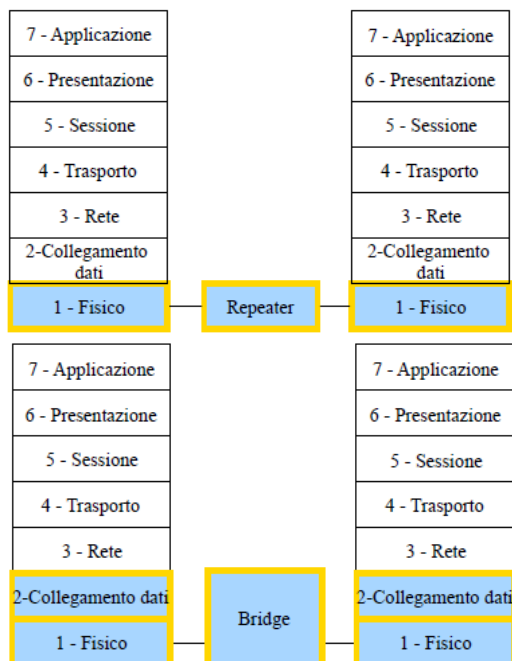 7 - Applicazione
6 - Presentazione
5 - Sessione
4 - Trasporto
3 - Rete
2-Collegamento
dati
1 - Fisico
Repeater
7 - Applicazione
6 - Presentazione
5 - Sessione
4 - Trasporto
3 - Rete
2-Collegamento
dati
1 - Fisico
7 - Applicazione
6 - Presentazione
5 - Sessione
4 - Trasporto
3 - Rete
2-Collegamento dati
1 - Fisico
Bridge
7 - Applicazione
6 - Presentazione
5 - Sessione
4 - Trasporto
3 - Rete
2-Collegamento dati
1 - Fisico